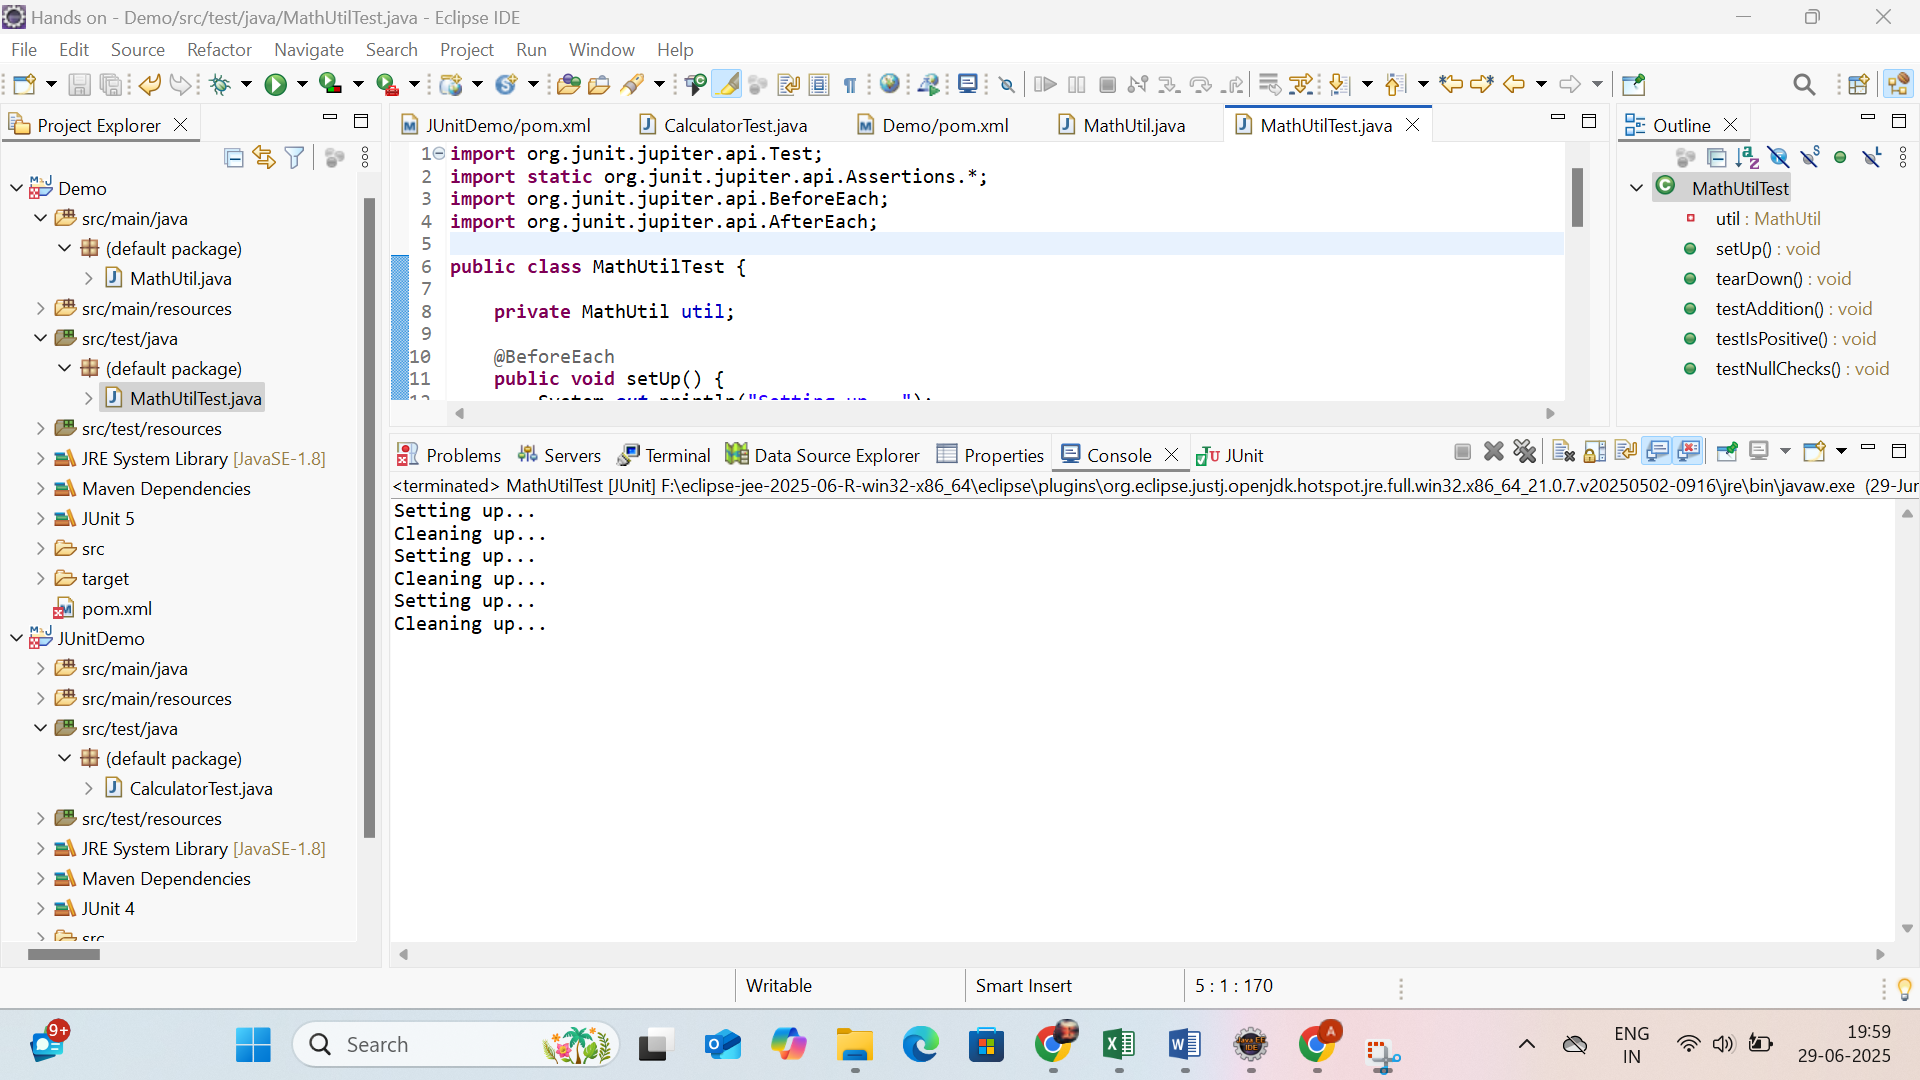 Hands on - Demo/src/test/java/MathUtilTest.java - Eclipse IDE
File Edit Source Refactor Navigate Search Project Run Window Help
Project Explorer
Demo
src/main/java
(default package)
MathUtil.java
src/main/resources
src/test/java
(default package)
MathUtilTest.java
src/test/resources
JRE System Library [JavaSE-1.8]
Maven Dependencies
JUnit 5
src
target
pom.xml
JUnitDemo
src/main/java
src/main/resources
src/test/java
(default package)
CalculatorTest.java
src/test/resources
JRE System Library [JavaSE-1.8]
Maven Dependencies
JUnit 4
src
JUnitDemo/pom.xml CalculatorTest.java Demo/pom.xml MathUtil.java MathUtilTest.java
1 import org.junit.jupiter.api.Test;
2 import static org.junit.jupiter.api.Assertions.*;
3 import org.junit.jupiter.api.BeforeEach;
4 import org.junit.jupiter.api.AfterEach;
5
6 public class MathUtilTest {
7
8 private MathUtil util;
9
10 @BeforeEach
11 public void setUp() {
12 System.out.println("Setting up...");
Outline
MathUtilTest
util : MathUtil
setUp() : void
tearDown() : void
testAddition() : void
testIsPositive() : void
testNullChecks() : void
Problems Servers Terminal Data Source Explorer Properties Console JUnit
<terminated> MathUtilTest [JUnit] F:\eclipse-jee-2025-06-R-win32-x86_64\eclipse\plugins\org.eclipse.justj.openjdk.hotspot.jre.full.win32.x86_64_21.0.7.v20250502-0916\jre\bin\javaw.exe (29-Jur
Setting up...
Cleaning up...
Setting up...
Cleaning up...
Setting up...
Cleaning up...
Writable Smart Insert 5 : 1 : 170
9+
Search
A
ENG
IN
19:59
29-06-2025